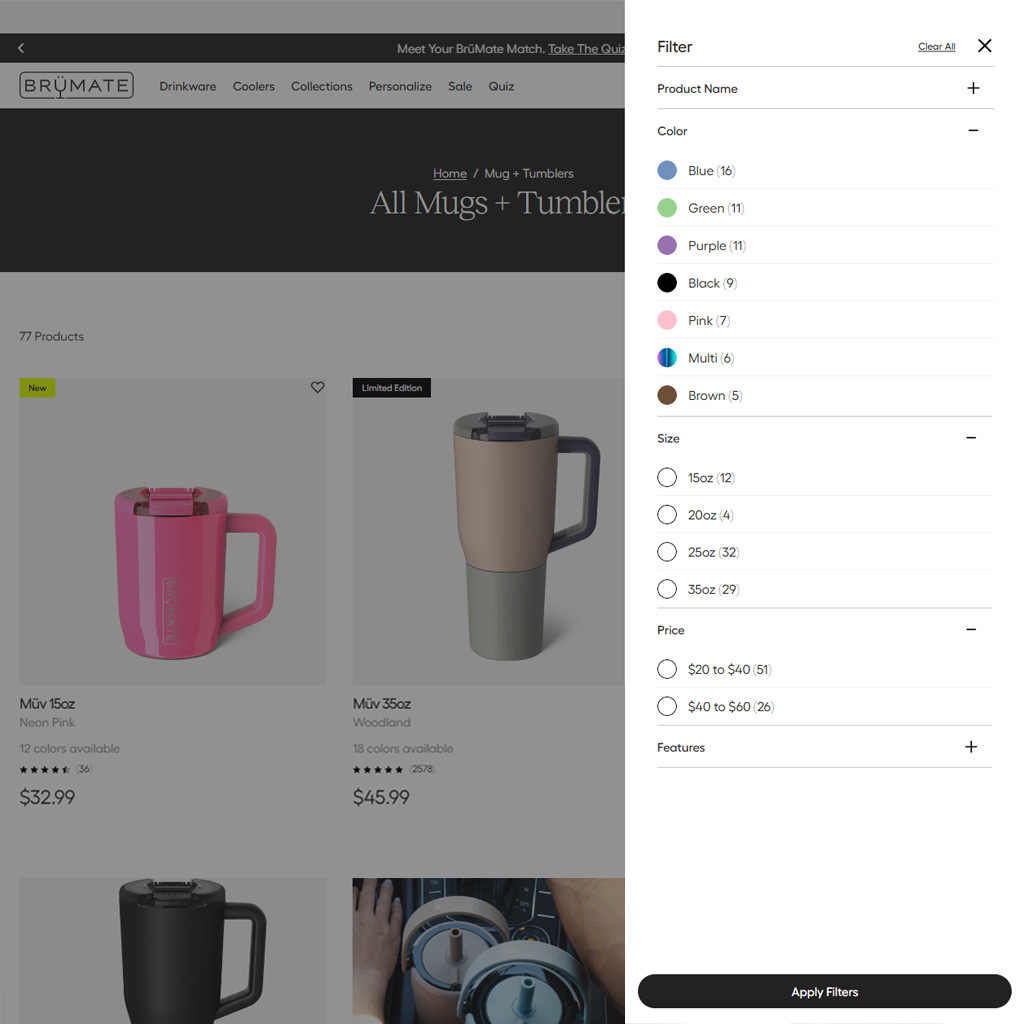 Meet Your BrüMate Match. Take The Quiz
BRÜMATE
Drinkware
Coolers
Collections
Personalize
Sale
Quiz
Home / Mug + Tumblers
All Mugs + Tumbler
77 Products
New
Limited Edition
BRÜMATE
BRÜMATE
Müv 15oz
Neon Pink
12 colors available
(36)
$32.99
Müv 35oz
Woodland
18 colors available
(2578)
$45.99
Filter
Clear All
Product Name
Color
Blue (16)
Green (11)
Purple (11)
Black (9)
Pink (7)
Multi (6)
Brown (5)
Size
15oz (12)
20oz (4)
25oz (32)
35oz (29)
Price
$20 to $40 (51)
$40 to $60 (26)
Features
Apply Filters